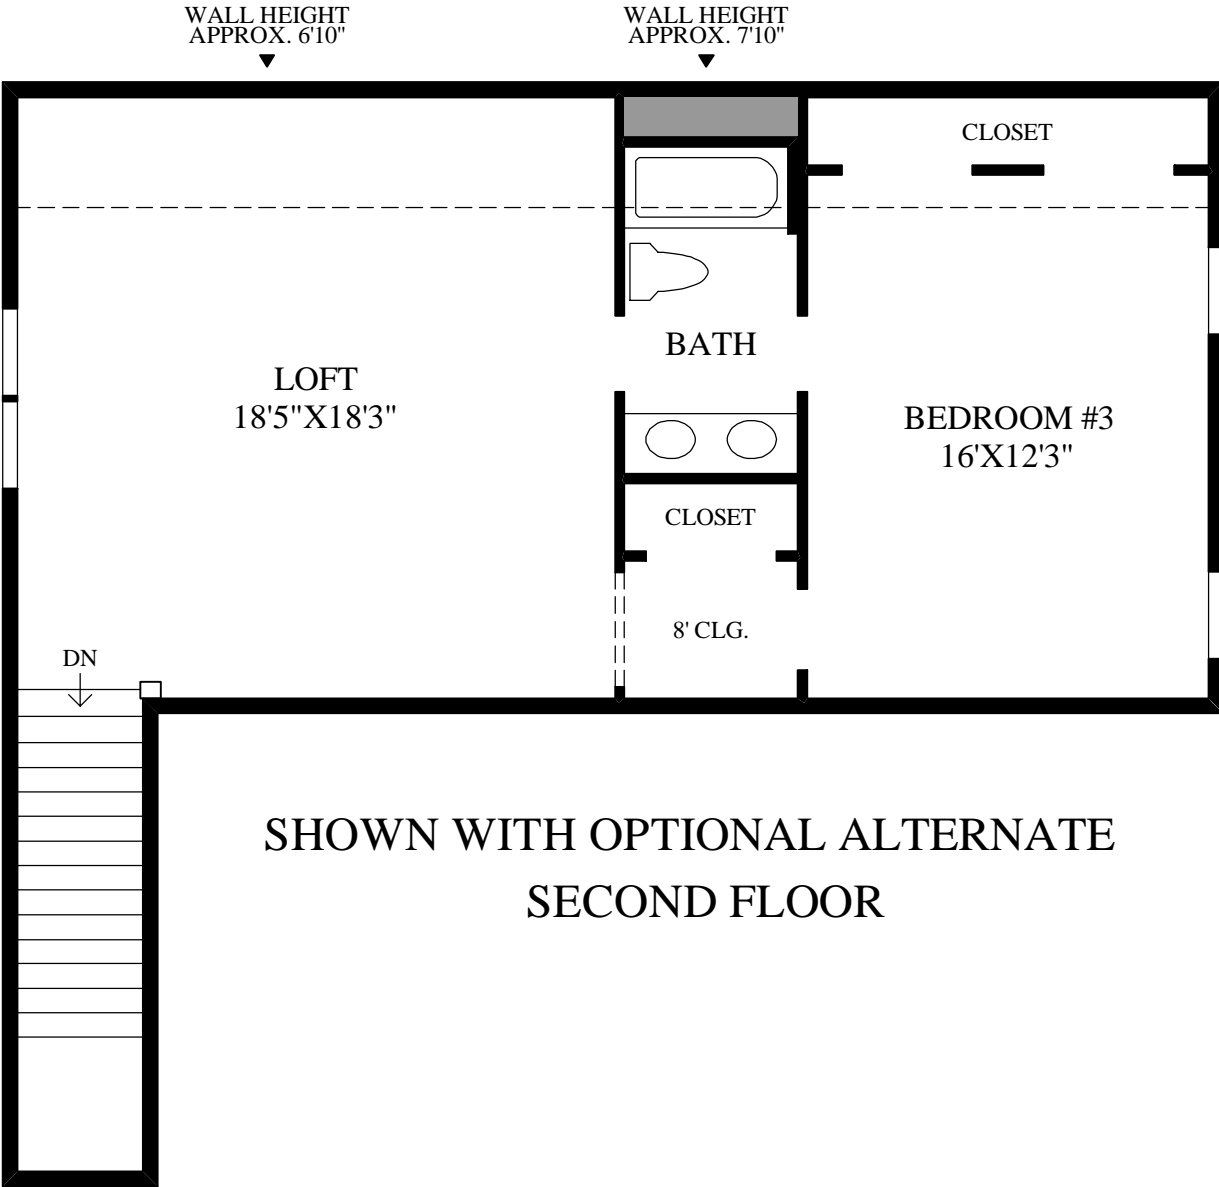 WALL HEIGHT
APPROX. 6'10"
WALL HEIGHT
APPROX. 7'10"
CLOSET
BATH
LOFT
18'5"X18'3"
BEDROOM #3
16'X12'3"
CLOSET
8' CLG.
DN
SHOWN WITH OPTIONAL ALTERNATE
SECOND FLOOR